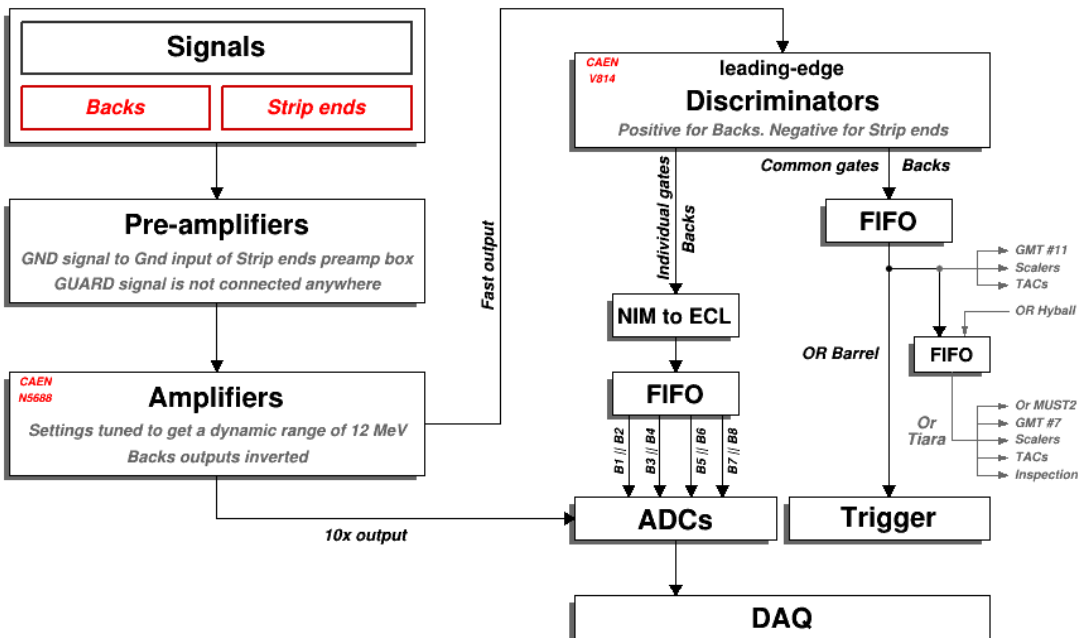 Signals
Backs
Strip ends
Pre-amplifiers
GND signal to Gnd input of Strip ends preamp box
GUARD signal is not connected anywhere
CAEN
N5688
Amplifiers
Settings tuned to get a dynamic range of 12 MeV
Backs outputs inverted
10x output
Fast output
CAEN
V814
leading-edge
Discriminators
Positive for Backs. Negative for Strip ends
Individual gates
Backs
NIM to ECL
FIFO
B1 // B2
B3 // B4
B5 // B6
B7 // B8
ADCs
Common gates
Backs
FIFO
GMT #11
Scalers
TACs
OR Hyball
OR Barrel
FIFO
Or
Tiara
Or MUST2
GMT #7
Scalers
TACs
Inspection
Trigger
DAQ